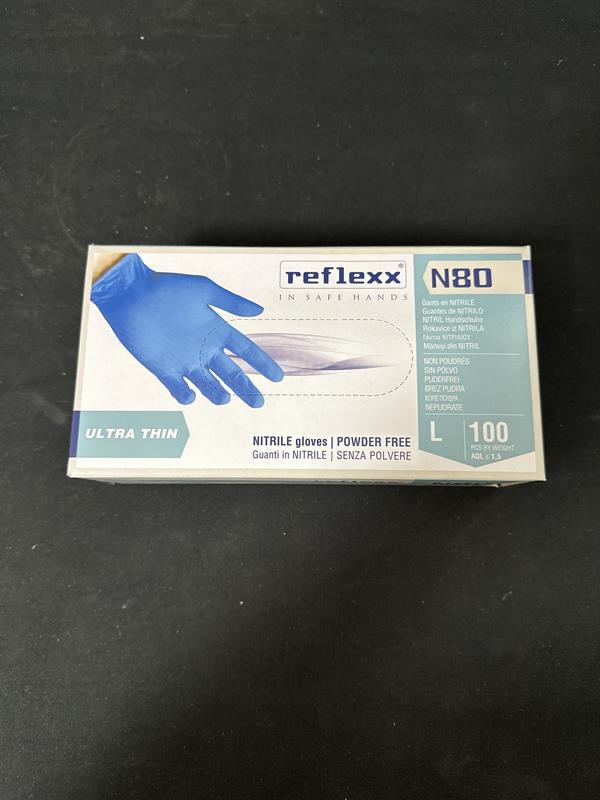 reflexx®
IN SAFE HANDS
N80
Gants en NITRILE
Guantes de NITRILO
NITRIL Handschuhe
Rokavice iz NITRILA
Γάντια ΝΙΤΡΙΛΙΟΥ
Mănuși din NITRIL
NON POUDRÉS
SIN POLVO
PUDERFREI
BREZ PUDRA
ΧΩΡΙΣ ΠΟΥΔΡΑ
NEPUDRATE
ULTRA THIN
NITRILE gloves | POWDER FREE
Guanti in NITRILE | SENZA POLVERE
L
100
PCS BY WEIGHT
AQL ≤ 1,5